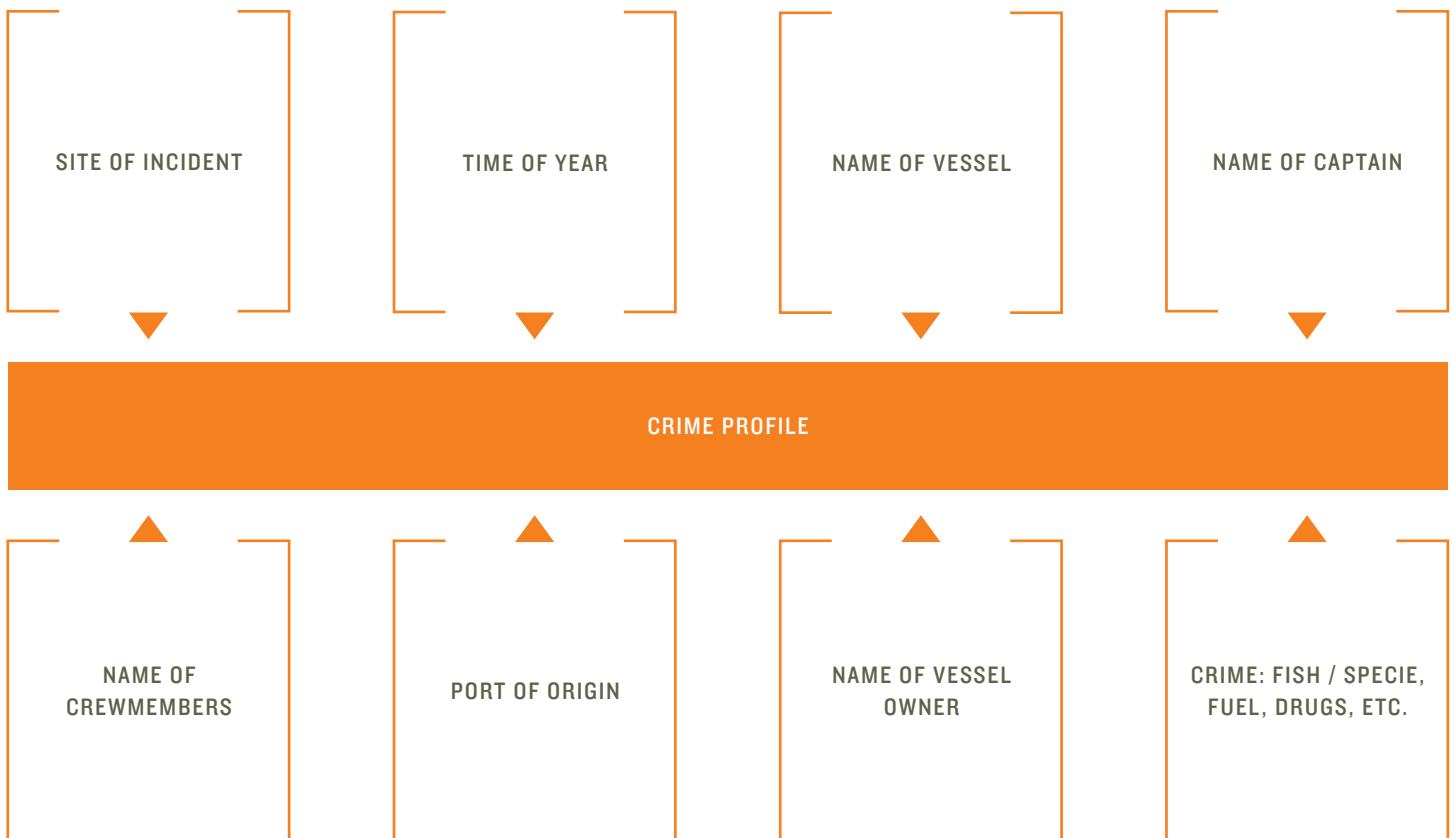 SITE OF INCIDENT
TIME OF YEAR
NAME OF VESSEL
NAME OF CAPTAIN
CRIME PROFILE
NAME OF
CREWMEMBERS
PORT OF ORIGIN
NAME OF VESSEL
OWNER
CRIME: FISH / SPECIE,
FUEL, DRUGS, ETC.